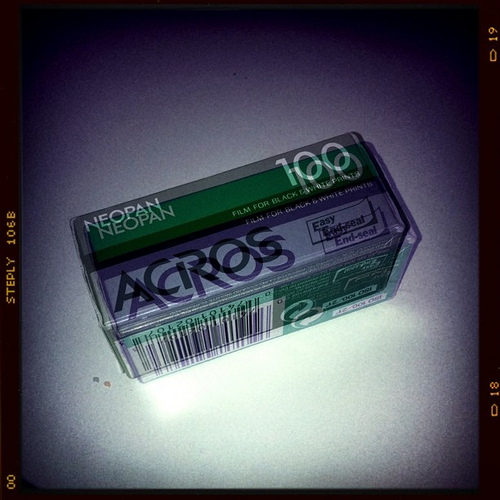 D 19
100
NEOPAN
NEOPAN
FILM FOR BLACK & WHITE PRINTS
FILM FOR BLACK & WHITE PRINTS
Easy
End-seal
End-seal
ACROS
STEPLY 106B
D 18
00